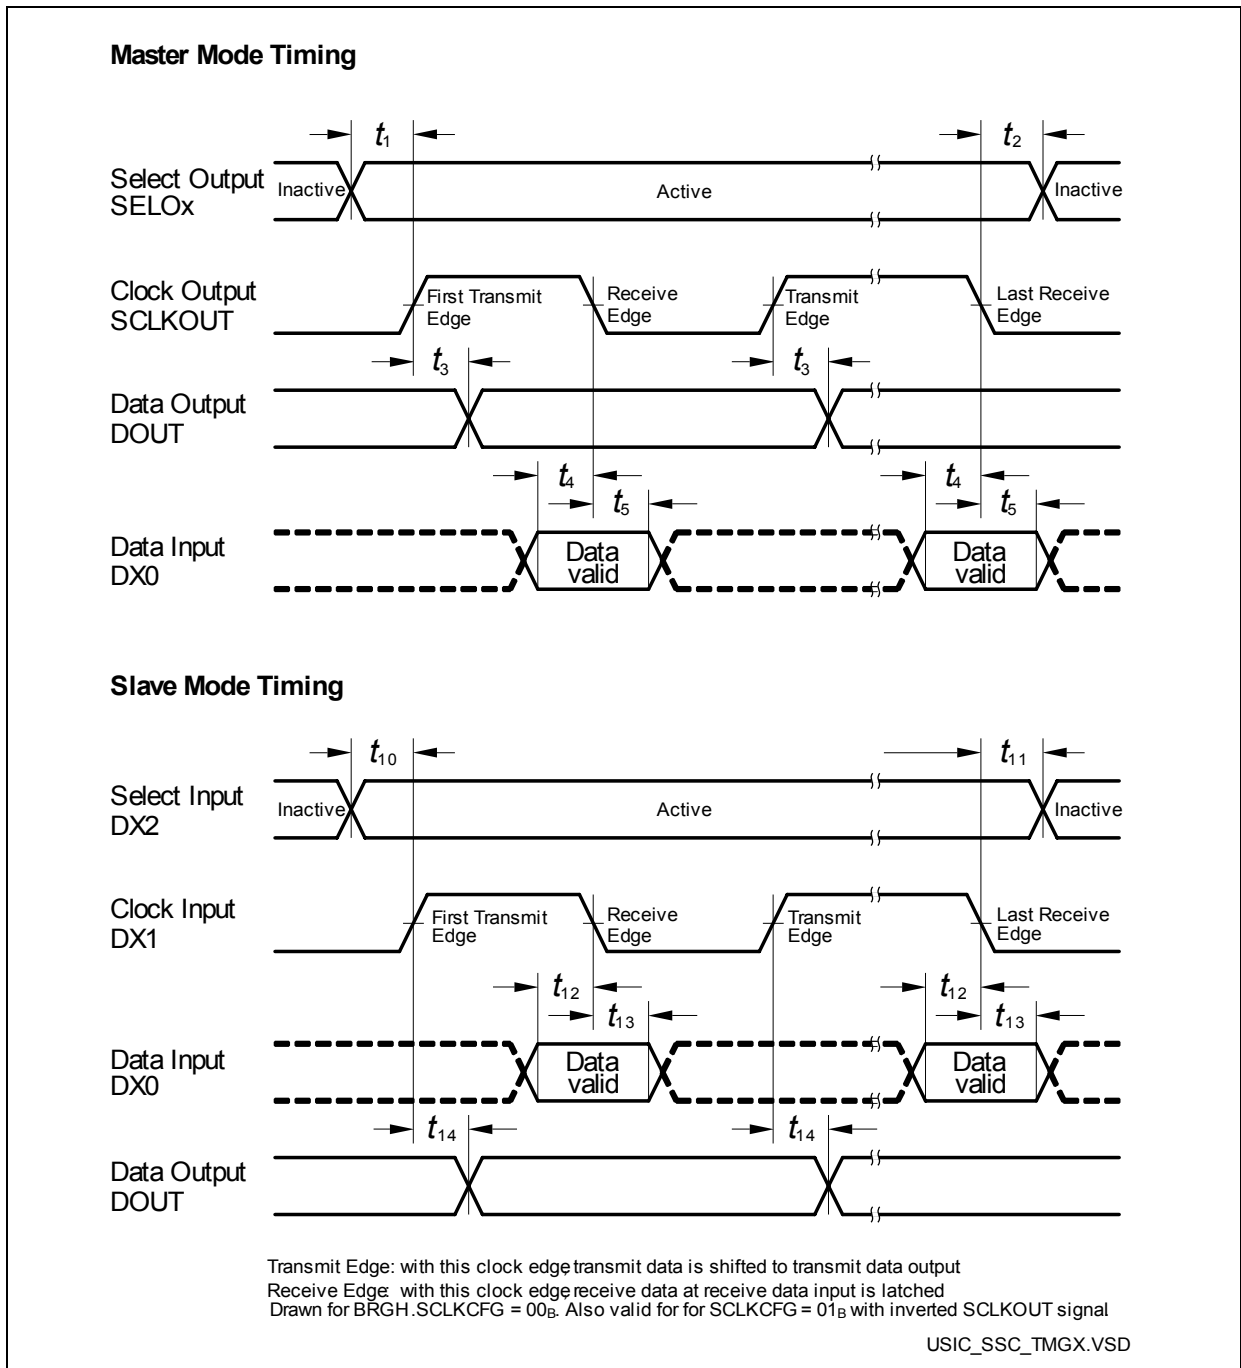 Master Mode Timing
t1
t2
Select Output
SELOx
Inactive
Active
Inactive
Clock Output
SCLKOUT
First Transmit
Edge
Receive
Edge
Transmit
Edge
Last Receive
Edge
t3
t3
Data Output
DOUT
t4
t5
t4
t5
Data Input
DX0
Data
valid
Data
valid
Slave Mode Timing
t10
t11
Select Input
DX2
Inactive
Active
Inactive
Clock Input
DX1
First Transmit
Edge
Receive
Edge
Transmit
Edge
Last Receive
Edge
t12
t13
t12
t13
Data Input
DX0
Data
valid
Data
valid
t14
t14
Data Output
DOUT
Transmit Edge: with this clock edge, transmit data is shifted to transmit data output
Receive Edge: with this clock edge, receive data at receive data input is latched
Drawn for BRGH.SCLKCFG = 00B. Also valid for for SCLKCFG = 01B with inverted SCLKOUT signal.
USIC_SSC_TMGX.VSD